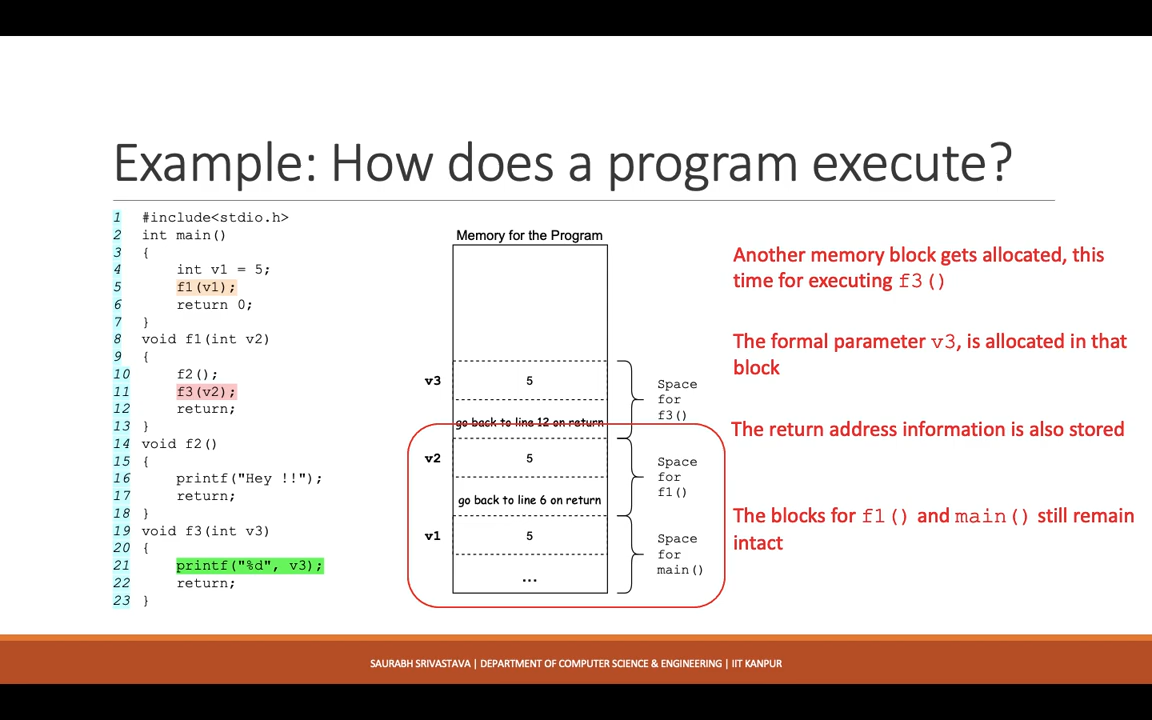 Example: How does a program execute?
1 #include<stdio.h>
2 int main()
3 {
4 int v1 = 5;
5 f1(v1);
6 return 0;
7 }
8 void f1(int v2)
9 {
10 f2();
11 f3(v2);
12 return;
13 }
14 void f2()
15 {
16 printf("Hey !!");
17 return;
18 }
19 void f3(int v3)
20 {
21 printf("%d", v3);
22 return;
23 }
Memory for the Program
v3 5
Space
for
f3()
go back to line 12 on return
v2 5
Space
for
f1()
go back to line 6 on return
v1 5
Space
for
main()
...
Another memory block gets allocated, this
time for executing f3()
The formal parameter v3, is allocated in that
block
The return address information is also stored
The blocks for f1() and main() still remain
intact
SAURABH SRIVASTAVA | DEPARTMENT OF COMPUTER SCIENCE & ENGINEERING | IIT KANPUR